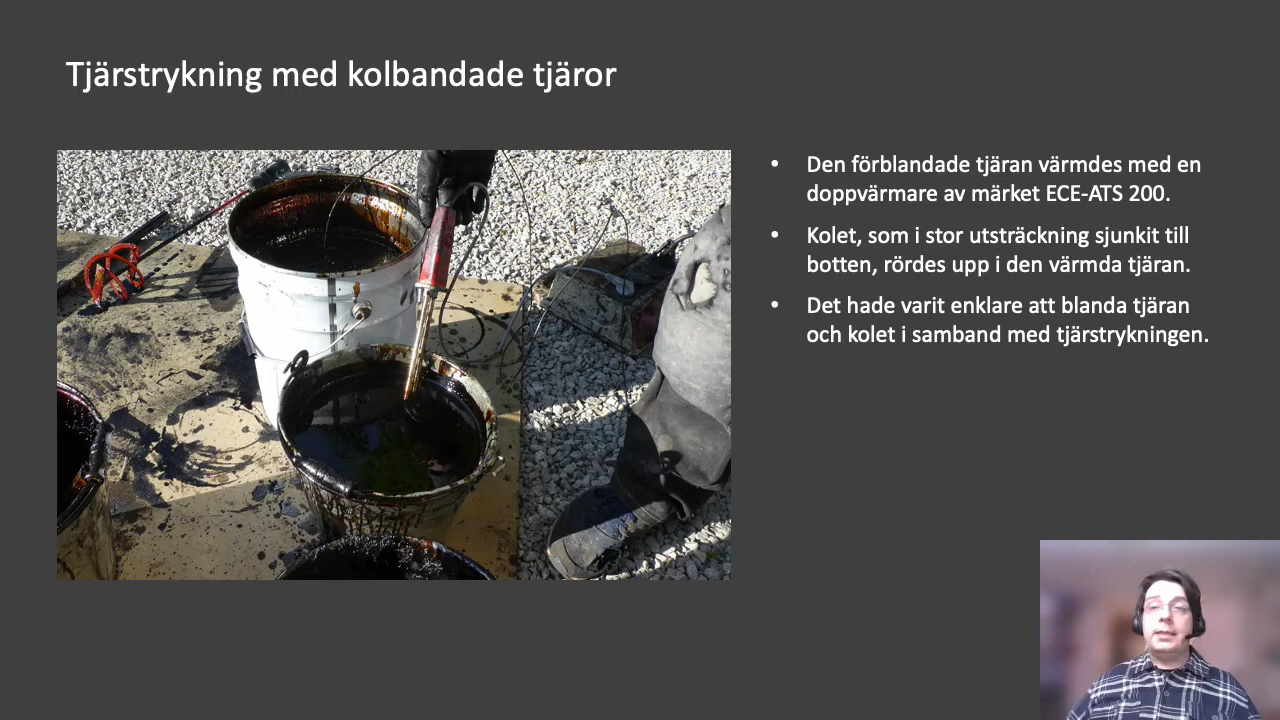 Tjärstrykning med kolbandade tjäror
• Den förblandade tjäran värmdes med en
doppvärmare av märket ECE-ATS 200.
• Kolet, som i stor utsträckning sjunkit till
botten, rördes upp i den värmda tjäran.
• Det hade varit enklare att blanda tjäran
och kolet i samband med tjärstrykningen.